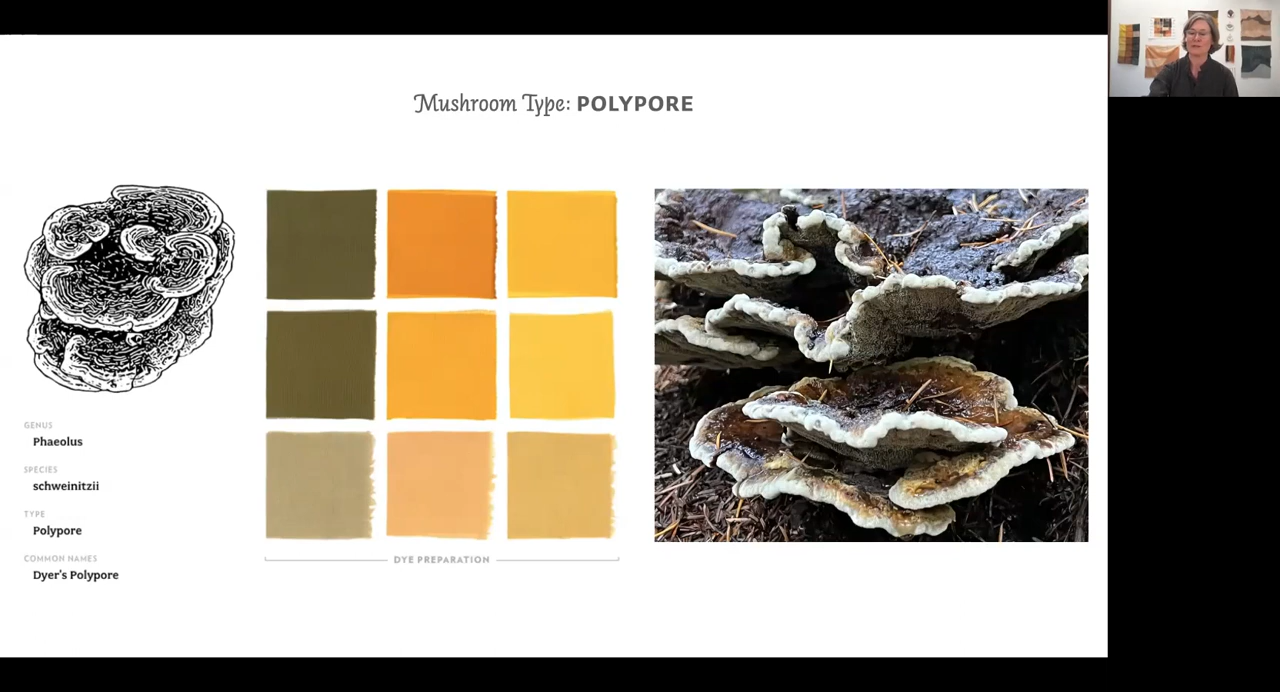 Mushroom Type: POLYPORE
GENUS
Phaeolus
SPECIES
schweinitzii
TYPE
Polypore
COMMON NAMES
Dyer's Polypore
DYE PREPARATION